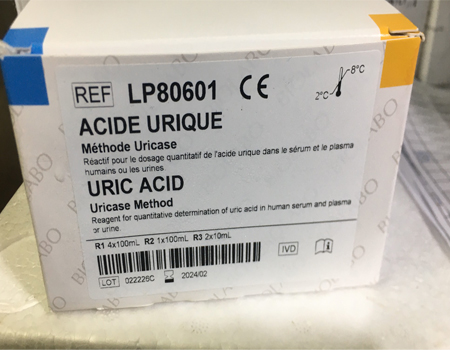 REF LP80601 CE 2°C 8°C
ACIDE URIQUE
Méthode Uricase
Réactif pour le dosage quantitatif de l'acide urique dans le sérum et le plasma
humains ou les urines.
URIC ACID
Uricase Method
Reagent for quantitative determination of uric acid in human serum and plasma
or urine.
R1 4x100mL R2 1x100mL R3 2x10mL
IVD
LOT 022226C 2024/02